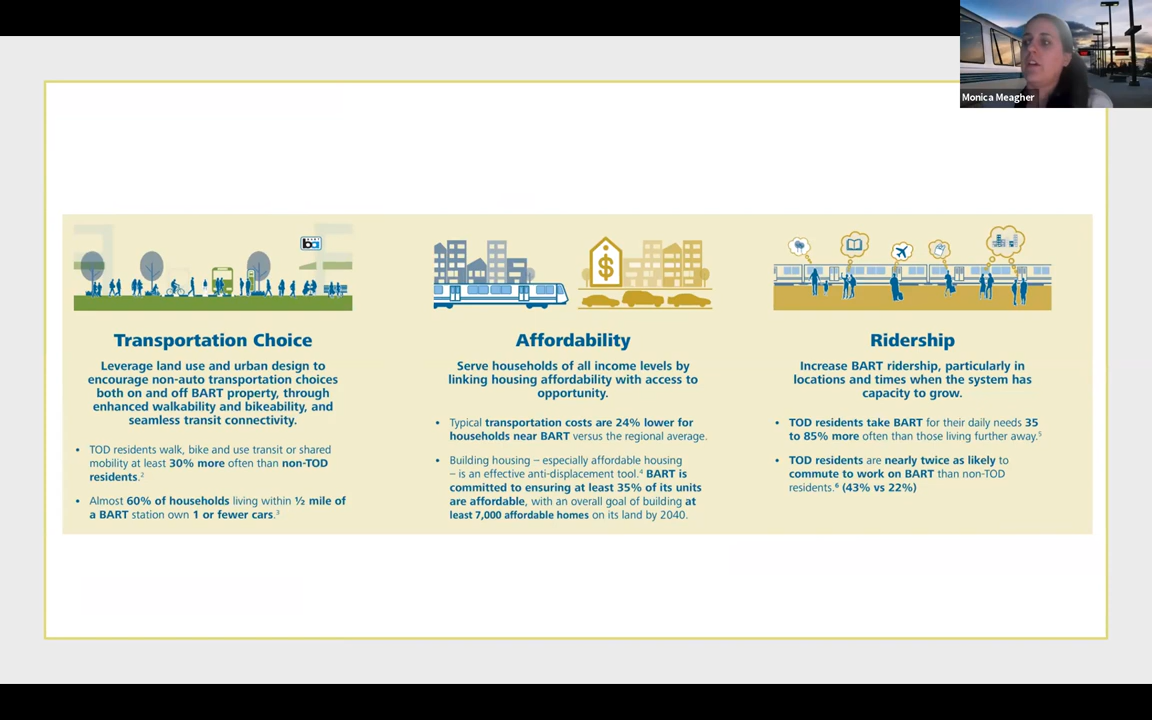 Monica Meagher
ba
$
Transportation Choice
Leverage land use and urban design to
encourage non-auto transportation choices
both on and off BART property, through
enhanced walkability and bikeability, and
seamless transit connectivity.
• TOD residents walk, bike and use transit or shared
mobility at least 30% more often than non-TOD
residents.²
• Almost 60% of households living within ½ mile of
a BART station own 1 or fewer cars.³
Affordability
Serve households of all income levels by
linking housing affordability with access to
opportunity.
• Typical transportation costs are 24% lower for
households near BART versus the regional average.
• Building housing – especially affordable housing
– is an effective anti-displacement tool.⁴ BART is
committed to ensuring at least 35% of its units
are affordable, with an overall goal of building at
least 7,000 affordable homes on its land by 2040.
Ridership
Increase BART ridership, particularly in
locations and times when the system has
capacity to grow.
• TOD residents take BART for their daily needs 35
to 85% more often than those living further away.⁵
• TOD residents are nearly twice as likely to
commute to work on BART than non-TOD
residents.⁶ (43% vs 22%)